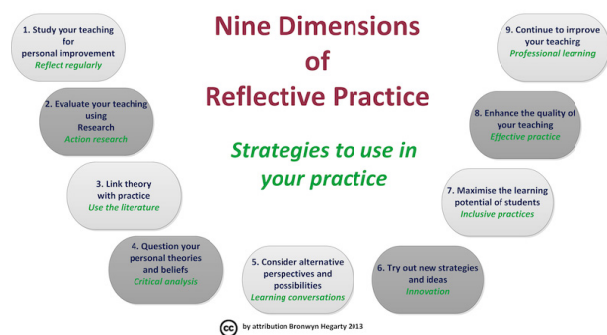 Nine Dimensions
of
Reflective Practice
Strategies to use in
your practice
1. Study your teaching
for
personal improvement
Reflect regularly
2. Evaluate your teaching
using
Research
Action research
3. Link theory
with practice
Use the literature
4. Question your
personal theories
and beliefs
Critical analysis
5. Consider alternative
perspectives and
possibilities
Learning conversations
6. Try out new strategies
and ideas
Innovation
7. Maximise the learning
potential of students
Inclusive practices
8. Enhance the quality of
your teaching
Effective practice
9. Continue to improve
your teaching
Professional learning
cc by attribution Bronwyn Hegarty 2013